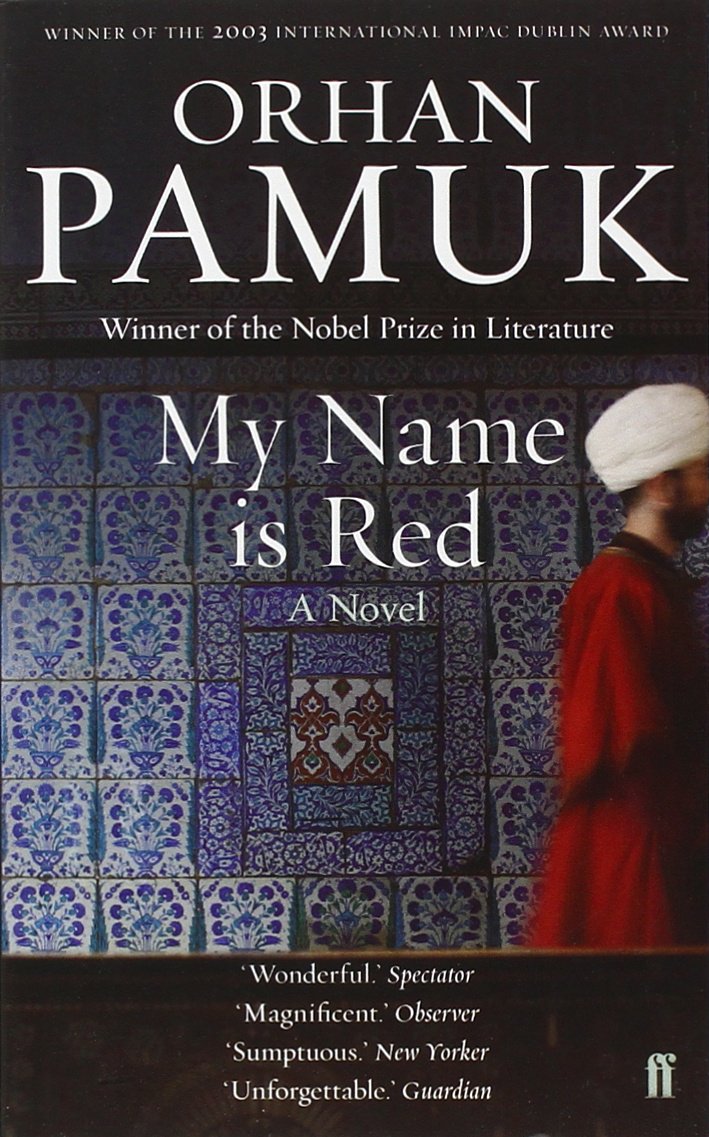 WINNER OF THE 2003 INTERNATIONAL IMPAC DUBLIN AWARD
ORHAN
PAMUK
Winner of the Nobel Prize in Literature
My Name
is Red
A Novel
‘Wonderful.’ Spectator
‘Magnificent.’ Observer
‘Sumptuous.’ New Yorker
‘Unforgettable.’ Guardian
ff